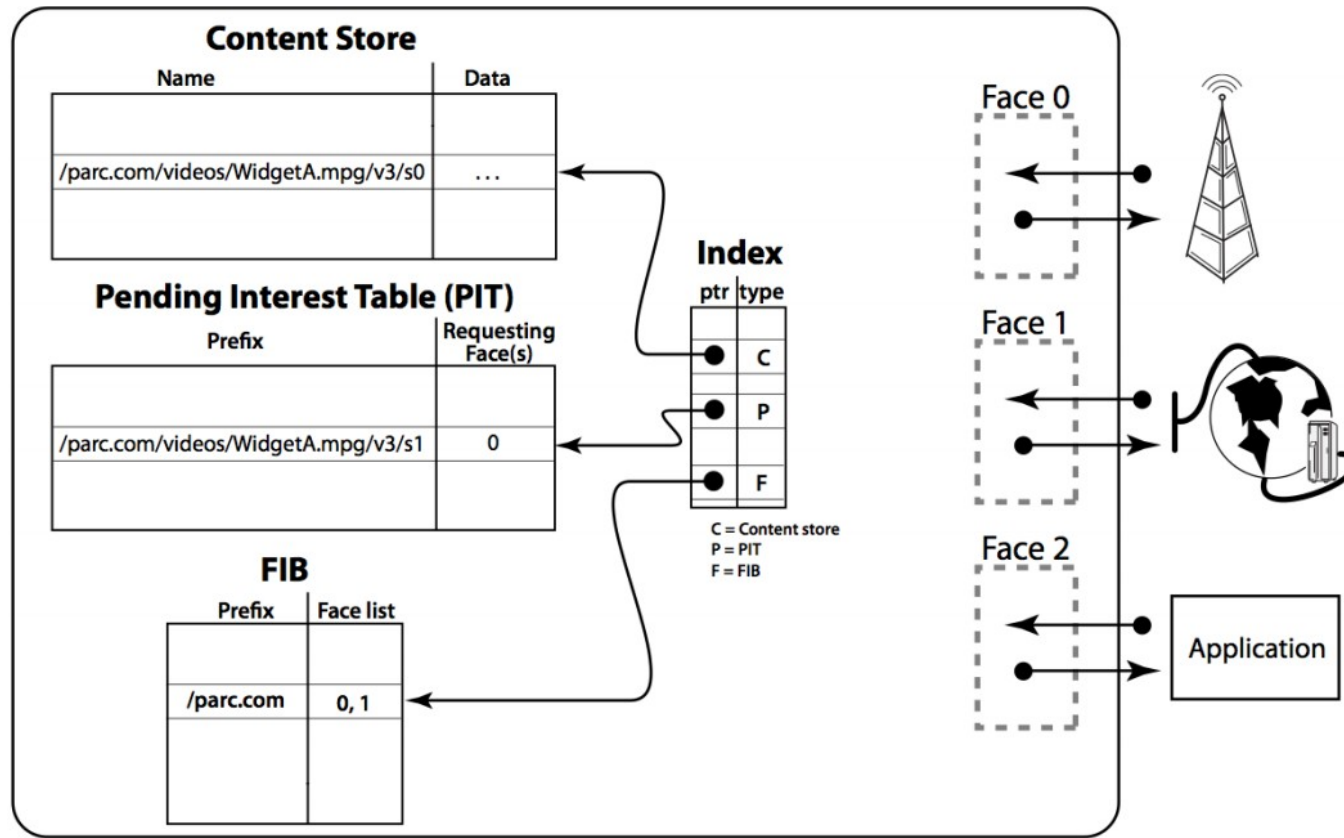 Content Store
Name Data
/parc.com/videos/WidgetA.mpg/v3/s0 ...
Pending Interest Table (PIT)
Prefix Requesting Face(s)
/parc.com/videos/WidgetA.mpg/v3/s1 0
FIB
Prefix Face list
/parc.com 0, 1
Index
ptr type
C
P
F
C = Content store
P = PIT
F = FIB
Face 0
Face 1
Face 2
Application